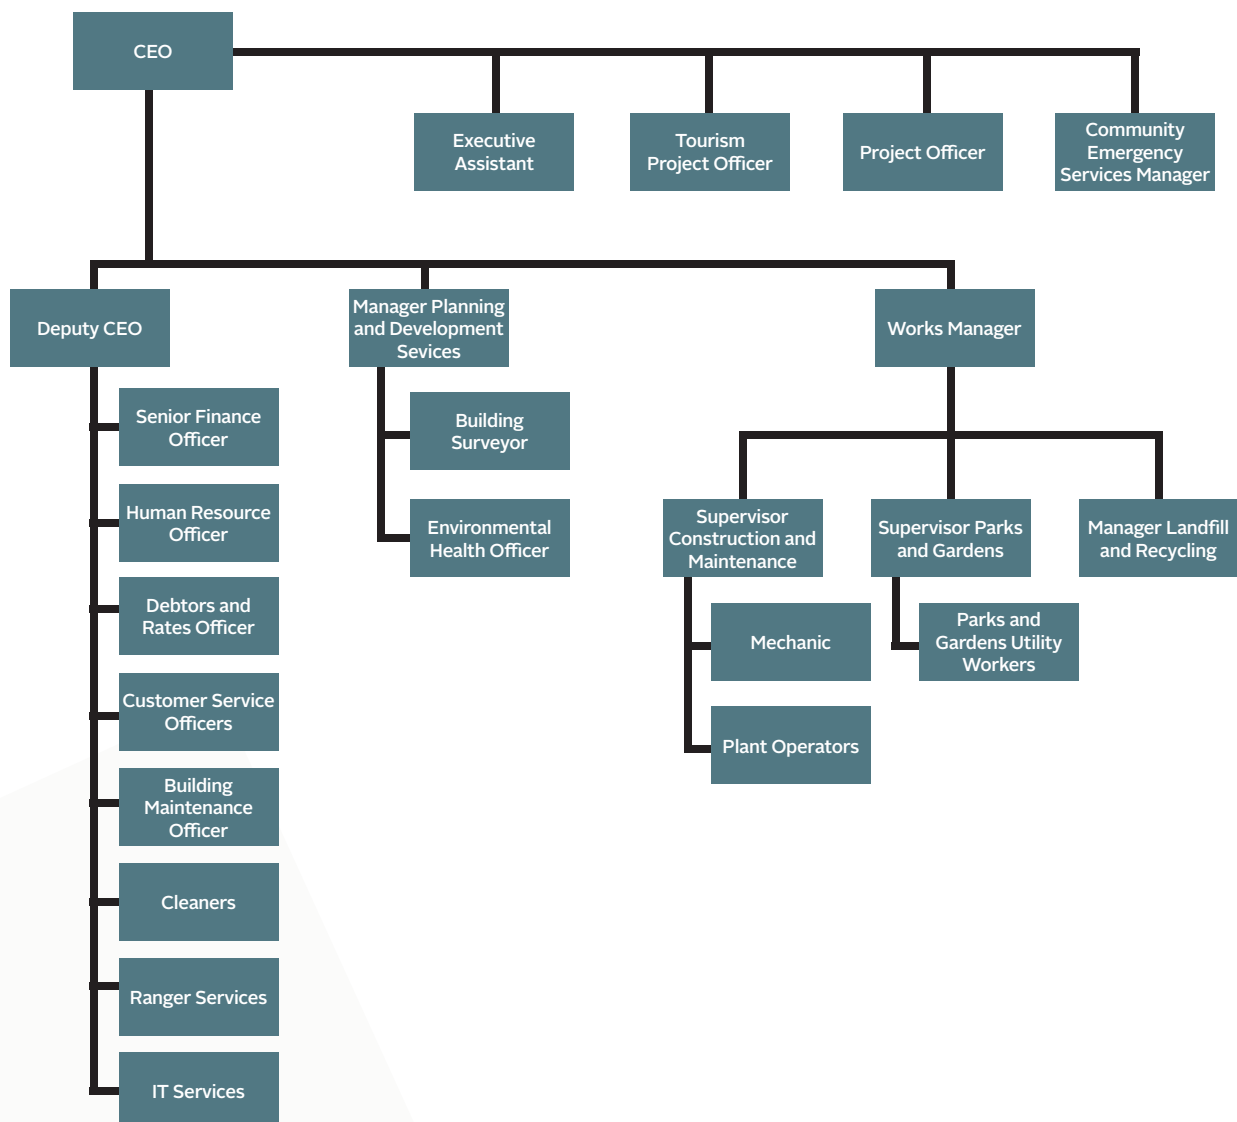 CEO
Executive
Assistant
Tourism
Project Officer
Project Officer
Community
Emergency
Services Manager
Deputy CEO
Manager Planning
and Development
Sevices
Works Manager
Senior Finance
Officer
Human Resource
Officer
Debtors and
Rates Officer
Customer Service
Officers
Building
Maintenance
Officer
Cleaners
Ranger Services
IT Services
Building
Surveyor
Environmental
Health Officer
Supervisor
Construction and
Maintenance
Supervisor Parks
and Gardens
Manager Landfill
and Recycling
Mechanic
Plant Operators
Parks and
Gardens Utility
Workers